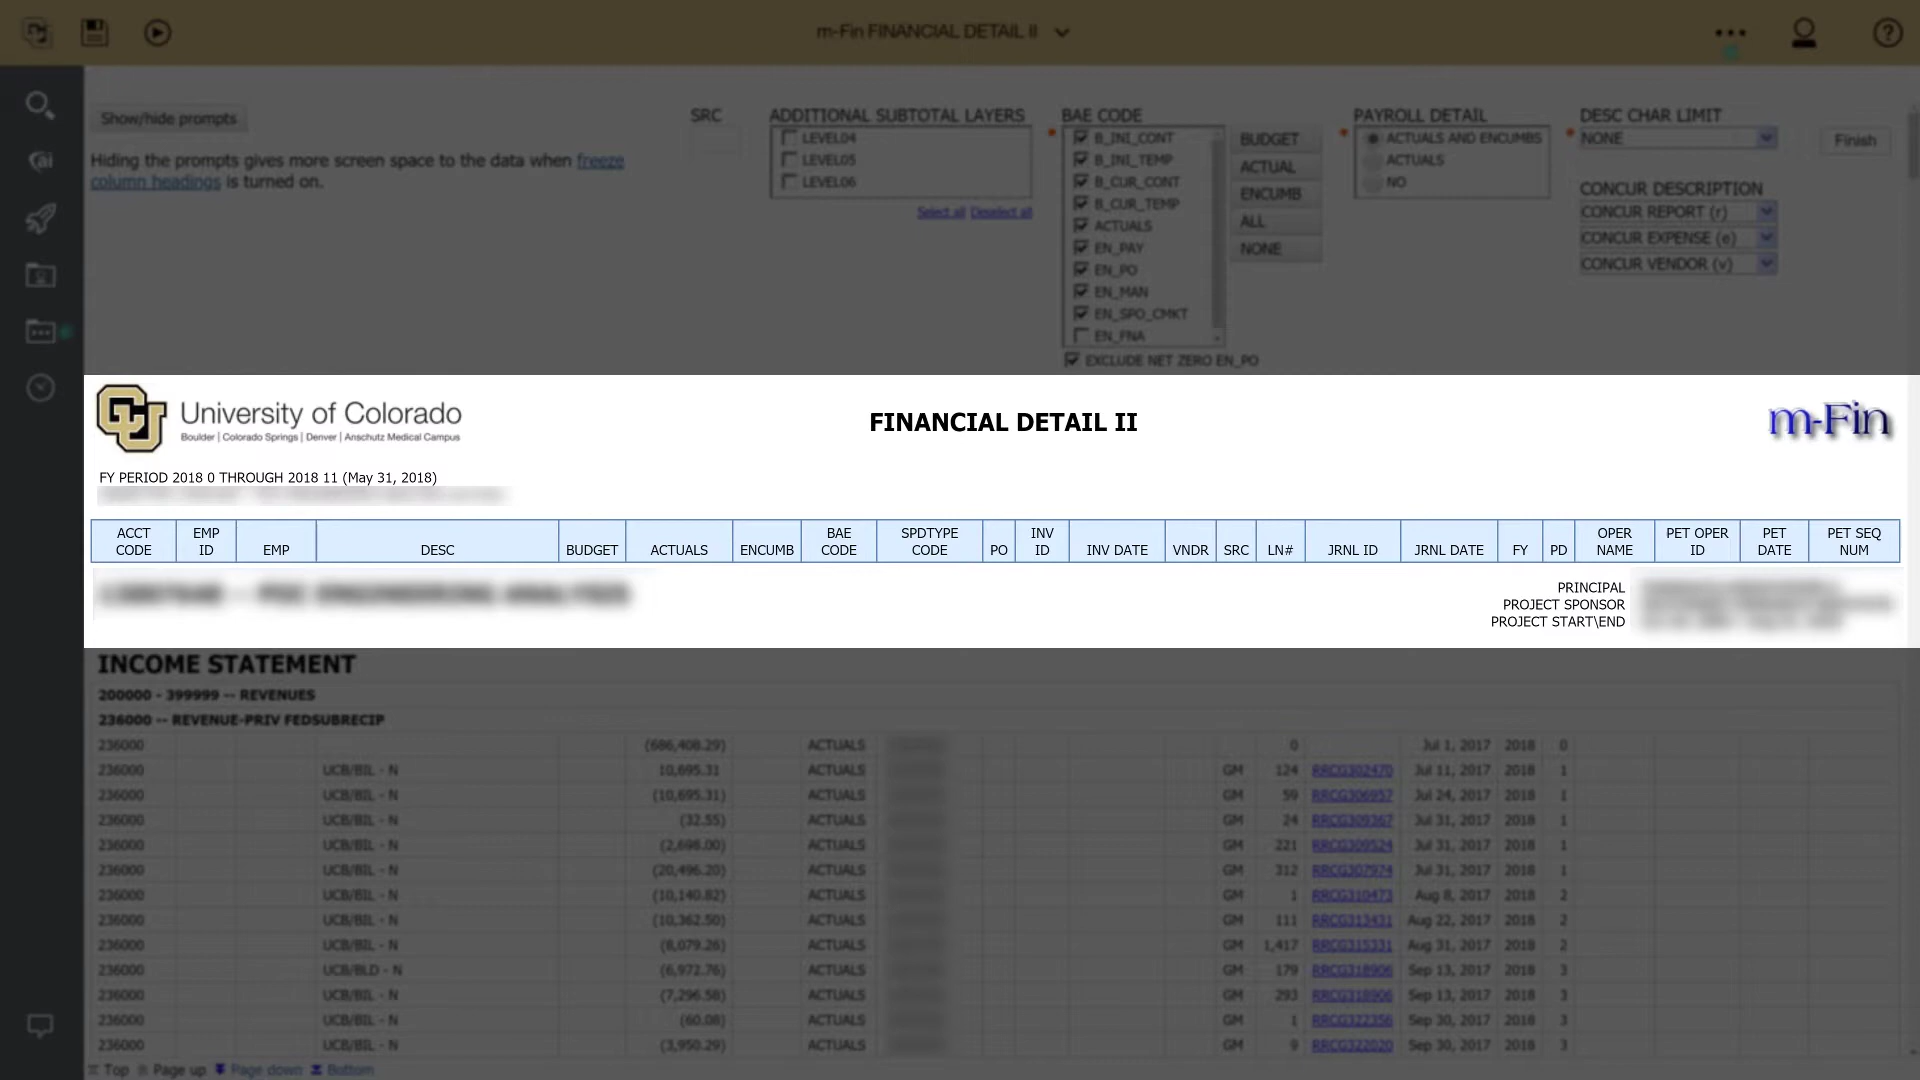 m-Fin FINANCIAL DETAIL II
Show/hide prompts
Hiding the prompts gives more screen space to the data when freeze
column headings is turned on.
SRC
ADDITIONAL SUBTOTAL LAYERS
LEVEL04
LEVEL05
LEVEL06
Select all Deselect all
BAE CODE
B_INI_CONT
B_INI_TEMP
B_CUR_CONT
B_CUR_TEMP
ACTUALS
EN_PAY
EN_PO
EN_MAN
EN_SPO_CMKT
EN_FNA
EXCLUDE NET ZERO EN_PO
BUDGET
ACTUAL
ENCUMB
ALL
NONE
PAYROLL DETAIL
ACTUALS AND ENCUMBS
ACTUALS
NO
DESC CHAR LIMIT
NONE
CONCUR DESCRIPTION
CONCUR REPORT (r)
CONCUR EXPENSE (e)
CONCUR VENDOR (v)
Finish
CU University of Colorado
Boulder | Colorado Springs | Denver | Anschutz Medical Campus
FINANCIAL DETAIL II
m-Fin
FY PERIOD 2018 0 THROUGH 2018 11 (May 31, 2018)
ACCT CODE EMP ID EMP DESC BUDGET ACTUALS ENCUMB BAE CODE SPDTYPE CODE PO INV ID INV DATE VNDR SRC LN# JRNL ID JRNL DATE FY PD OPER NAME PET OPER ID PET DATE PET SEQ NUM
PRINCIPAL
PROJECT SPONSOR
PROJECT START\END
INCOME STATEMENT
200000 - 399999 -- REVENUES
236000 -- REVENUE-PRIV FEDSUBRECIP
236000 (686,408.29) ACTUALS 0 Jul 1, 2017 2018 0
236000 UCB/BIL - N 10,695.31 ACTUALS GM 124 RRCG302470 Jul 11, 2017 2018 1
236000 UCB/BIL - N (10,695.31) ACTUALS GM 59 RRCG306957 Jul 24, 2017 2018 1
236000 UCB/BIL - N (32.55) ACTUALS GM 24 RRCG309367 Jul 31, 2017 2018 1
236000 UCB/BIL - N (2,698.00) ACTUALS GM 221 RRCG309524 Jul 31, 2017 2018 1
236000 UCB/BIL - N (20,496.20) ACTUALS GM 312 RRCG307974 Jul 31, 2017 2018 1
236000 UCB/BIL - N (10,140.82) ACTUALS GM 1 RRCG310473 Aug 8, 2017 2018 2
236000 UCB/BIL - N (10,362.50) ACTUALS GM 111 RRCG313431 Aug 22, 2017 2018 2
236000 UCB/BIL - N (8,079.26) ACTUALS GM 1,417 RRCG315331 Aug 31, 2017 2018 2
236000 UCB/BLD - N (6,972.76) ACTUALS GM 179 RRCG318906 Sep 13, 2017 2018 3
236000 UCB/BIL - N (7,296.58) ACTUALS GM 293 RRCG318906 Sep 13, 2017 2018 3
236000 UCB/BIL - N (60.08) ACTUALS GM 1 RRCG322356 Sep 30, 2017 2018 3
236000 UCB/BIL - N (3,950.29) ACTUALS GM 9 RRCG322020 Sep 30, 2017 2018 3
Top Page up Page down Bottom